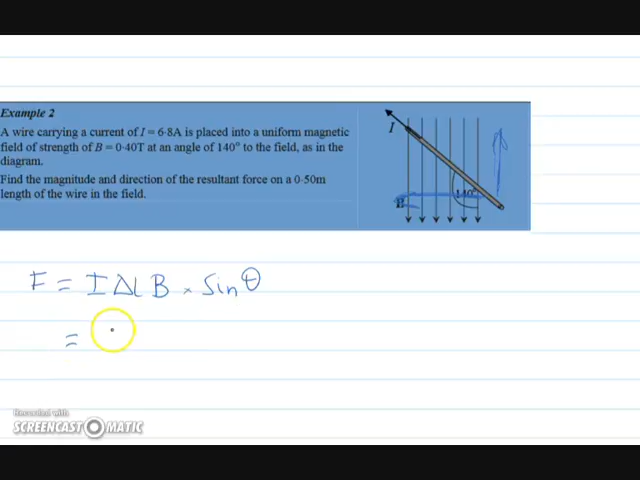 Example 2
A wire carrying a current of I = 6·8A is placed into a uniform magnetic
field of strength of B = 0·40T at an angle of 140° to the field, as in the
diagram.
Find the magnitude and direction of the resultant force on a 0·50m
length of the wire in the field.
I
140°
B
F = I Δl B × sinθ
=
Recorded with
SCREENCAST-O-MATIC